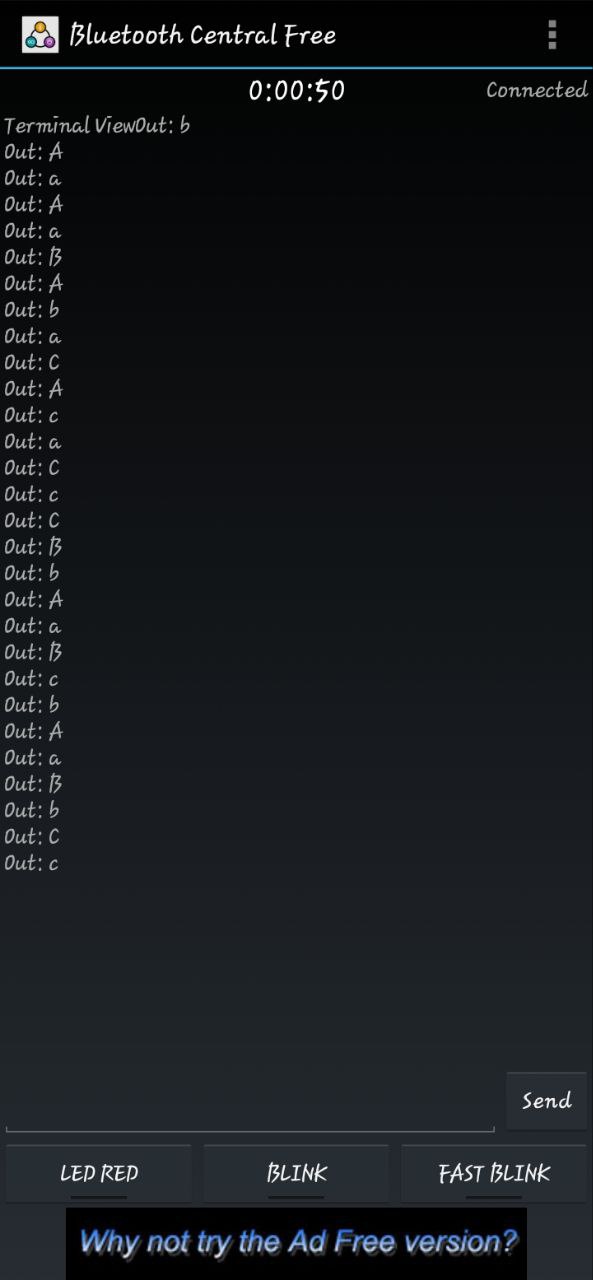 Bluetooth Central Free
0:00:50 Connected
Terminal ViewOut: b
Out: A
Out: a
Out: A
Out: a
Out: B
Out: A
Out: b
Out: a
Out: C
Out: A
Out: c
Out: a
Out: C
Out: c
Out: C
Out: B
Out: b
Out: A
Out: a
Out: B
Out: c
Out: b
Out: A
Out: a
Out: B
Out: b
Out: C
Out: c
Send
LED RED BLINK FAST BLINK
Why not try the Ad Free version?